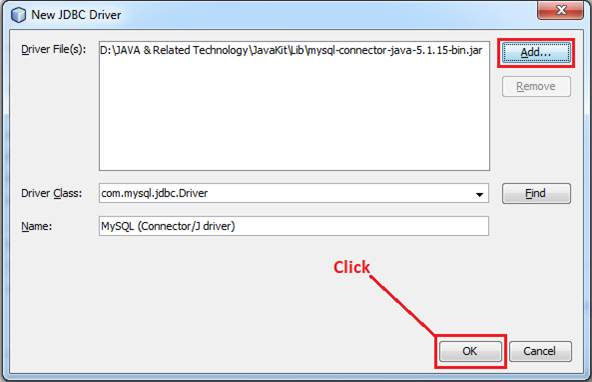 New JDBC Driver
Driver File(s):
D:\JAVA & Related Technology\JavaKit\Lib\mysql-connector-java-5.1.15-bin.jar
Add...
Remove
Driver Class:
com.mysql.jdbc.Driver
Find
Name:
MySQL (Connector/J driver)
Click
OK
Cancel